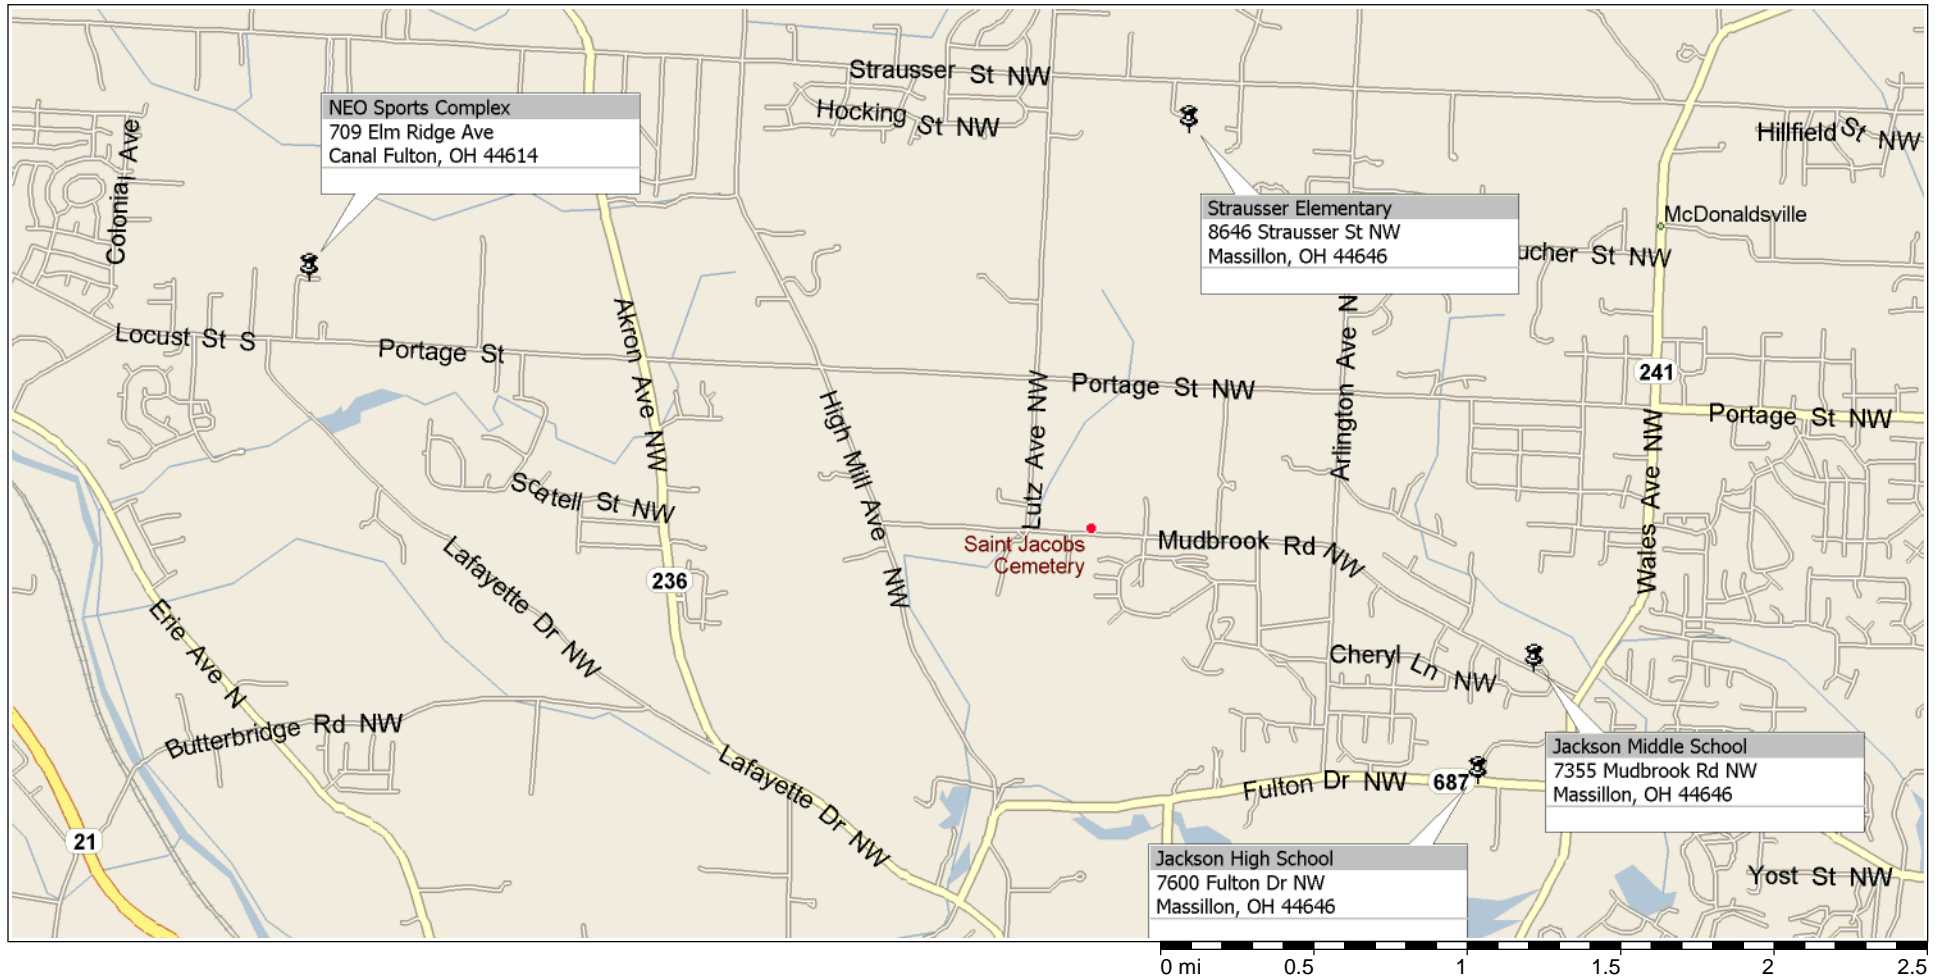 Strausser St NW
Hocking St NW
NEO Sports Complex
709 Elm Ridge Ave
Canal Fulton, OH 44614
Colonial Ave
Hillfield St NW
Strausser Elementary
8646 Strausser St NW
Massillon, OH 44646
McDonaldsville
ucher St NW
Locust St S
Portage St
Akron Ave NW
High Mill Ave NW
Lutz Ave NW
Portage St NW
Arlington Ave N
241
Portage St NW
Wales Ave NW
St NW
Mudbrook Rd NW
Saint Jacobs
Cemetery
236
Lafayette Dr NW
Erie Ave N
Butterbridge Rd NW
Cheryl Ln NW
Lafayette Dr NW
Fulton Dr NW
687
Jackson Middle School
7355 Mudbrook Rd NW
Massillon, OH 44646
21
Jackson High School
7600 Fulton Dr NW
Massillon, OH 44646
Yost St NW
0 mi 0.5 1 1.5 2 2.5